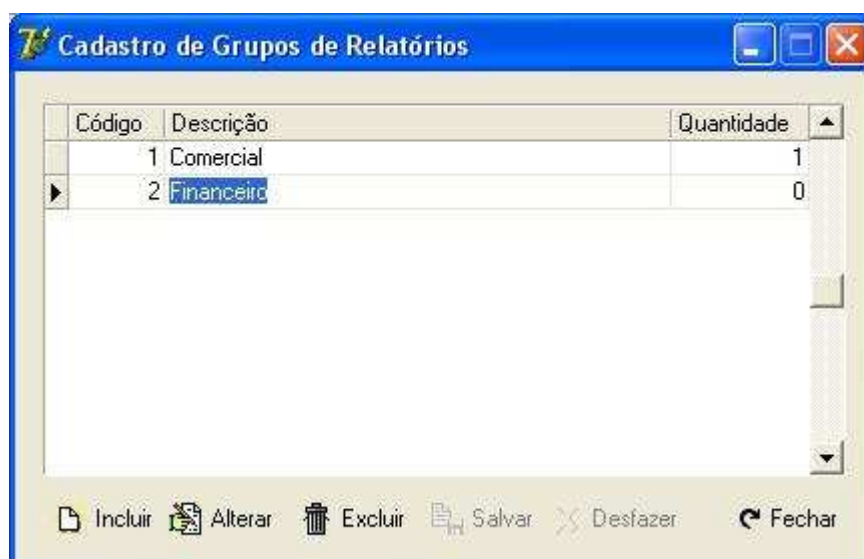 Cadastro de Grupos de Relatórios
Código Descrição Quantidade
1 Comercial 1
2 Financeiro 0
Incluir Alterar Excluir Salvar Desfazer Fechar